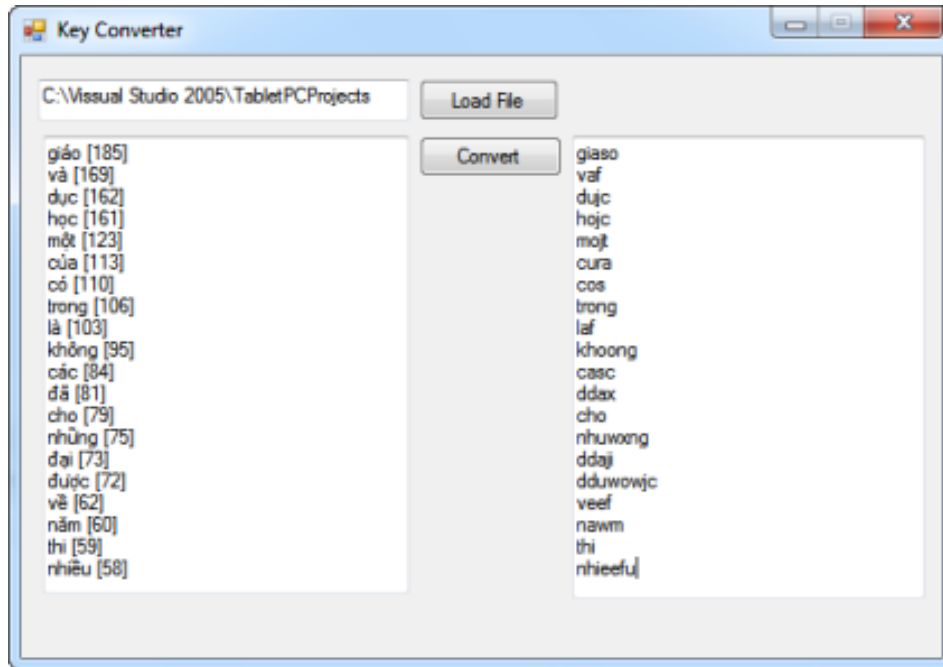 Key Converter
C:\Vissual Studio 2005\TabletPCProjects
Load File
Convert
giáo [185]
và [169]
dục [162]
học [161]
một [123]
của [113]
có [110]
trong [106]
là [103]
không [95]
các [84]
đã [81]
cho [79]
những [75]
đại [73]
được [72]
về [62]
năm [60]
thi [59]
nhiều [58]
giaso
vaf
dujc
hojc
mojt
cura
cos
trong
laf
khoong
casc
ddax
cho
nhuwxng
ddaji
dduwowjc
veef
nawm
thi
nhieefu